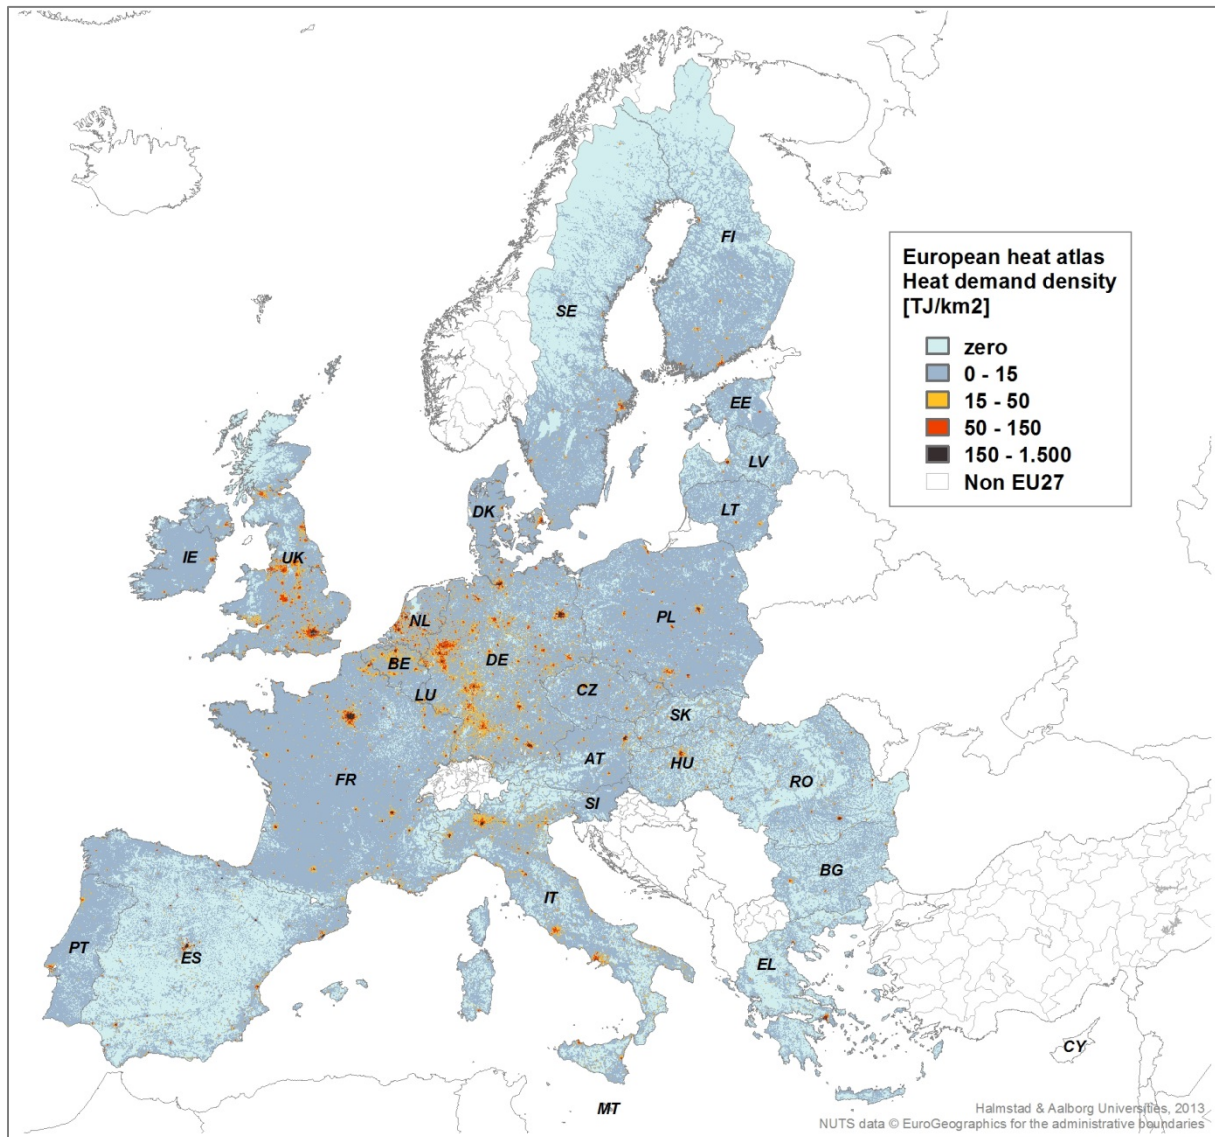 European heat atlas
Heat demand density
[TJ/km2]
zero
0 - 15
15 - 50
50 - 150
150 - 1.500
Non EU27
FI
SE
EE
LV
LT
DK
IE
UK
NL
PL
BE
DE
LU
CZ
SK
AT
HU
FR
RO
SI
BG
IT
PT
ES
EL
CY
MT
Halmstad & Aalborg Universities, 2013
NUTS data © EuroGeographics for the administrative boundaries